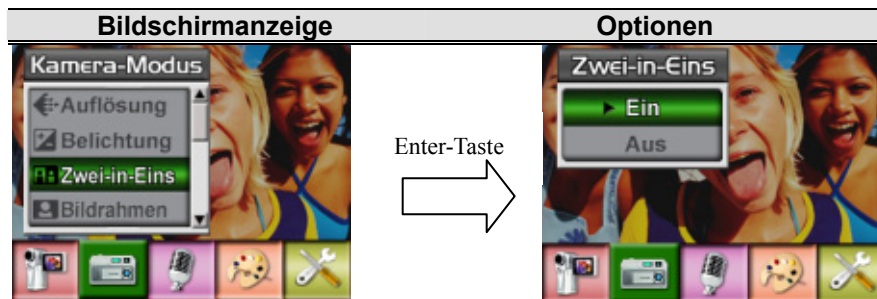 Bildschirmanzeige Optionen
Kamera-Modus
Auflösung
Belichtung
Zwei-in-Eins
Bildrahmen
Enter-Taste
Zwei-in-Eins
Ein
Aus